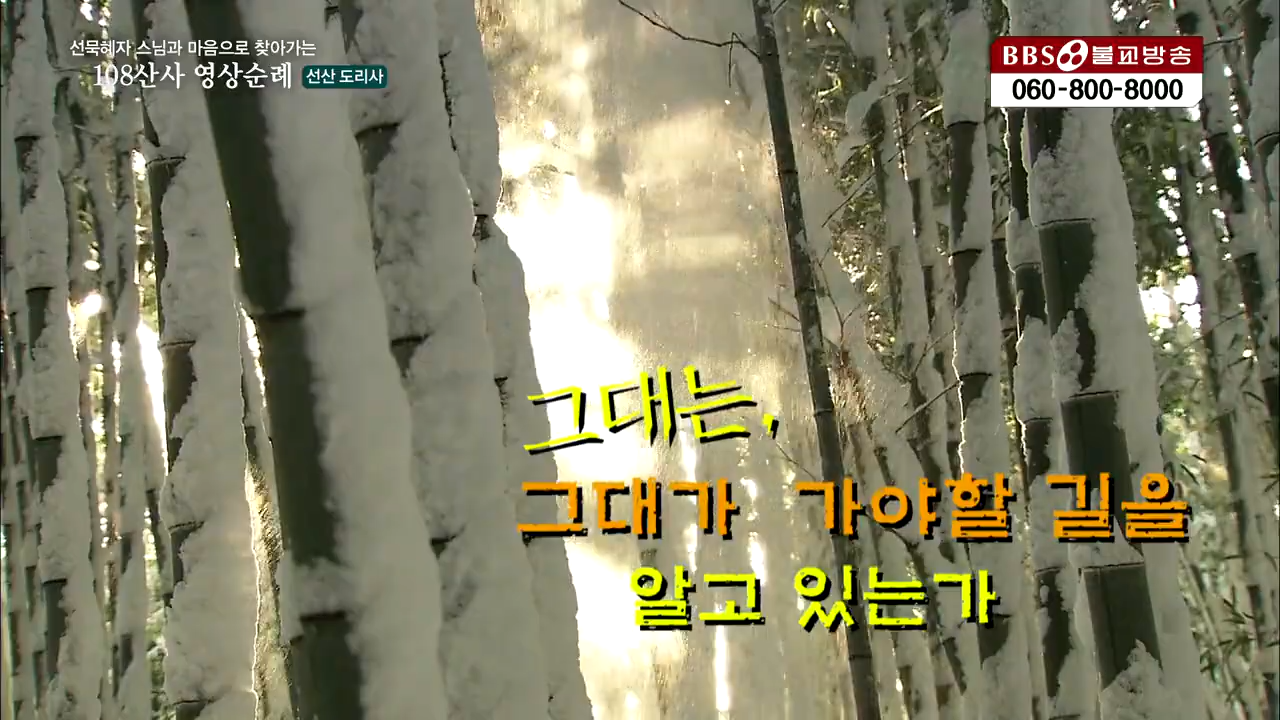 선묵혜자 스님과 마음으로 찾아가는
108산사 영상순례 선산 도리사
BBS 불교방송
060-800-8000
그대는,
그대가 가야할 길을
알고 있는가